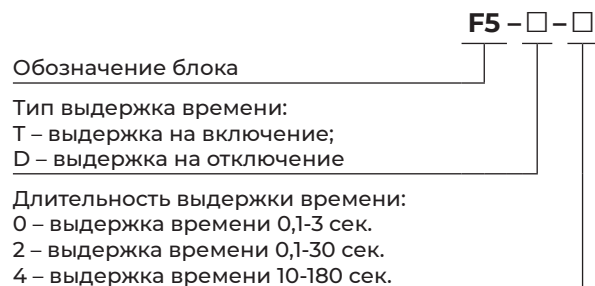 F5 –□–□
Обозначение блока
Тип выдержка времени:
T – выдержка на включение;
D – выдержка на отключение
Длительность выдержки времени:
0 – выдержка времени 0,1-3 сек.
2 – выдержка времени 0,1-30 сек.
4 – выдержка времени 10-180 сек.